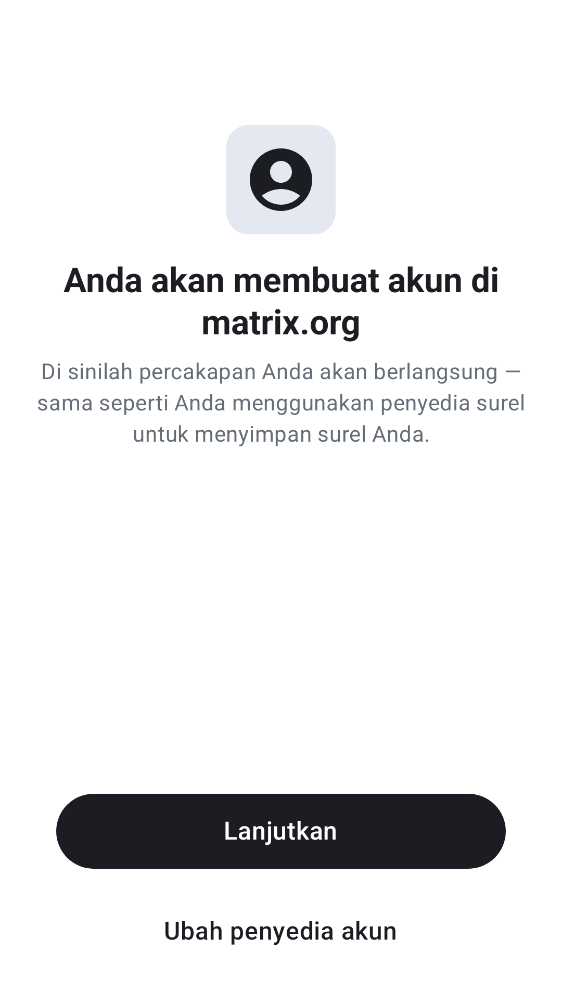 Anda akan membuat akun di
matrix.org
Di sinilah percakapan Anda akan berlangsung —
sama seperti Anda menggunakan penyedia surel
untuk menyimpan surel Anda.
Lanjutkan
Ubah penyedia akun